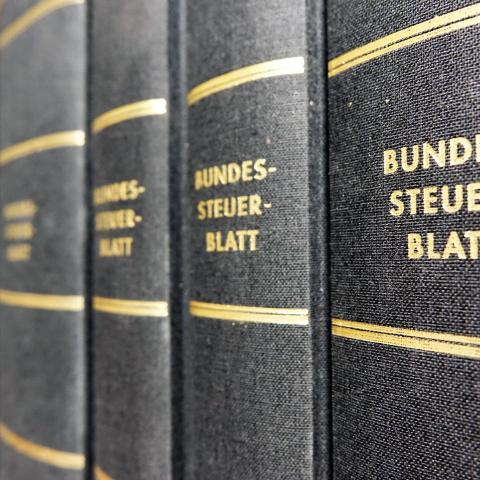 BUNDES-
STEUER-
BLATT
BUNDES-
STEUER-
BLATT
BUNDE
STEUE
BLAT